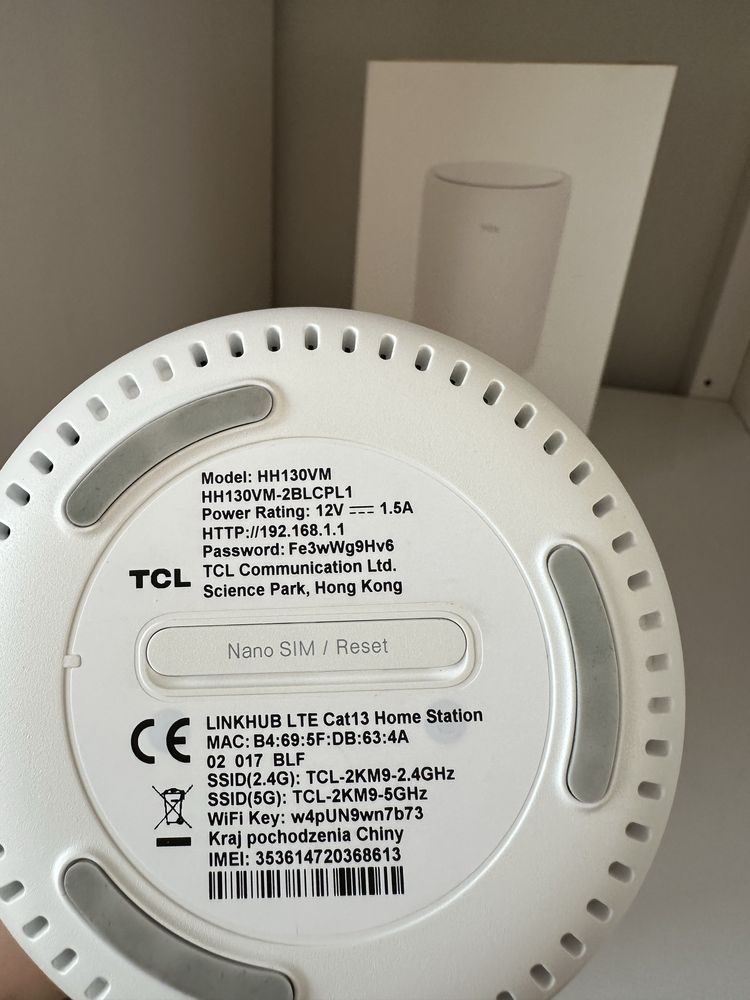 Model: HH130VM
HH130VM-2BLCPL1
Power Rating: 12V ⎓ 1.5A
HTTP://192.168.1.1
Password: Fe3wWg9Hv6
TCL
TCL Communication Ltd.
Science Park, Hong Kong
Nano SIM / Reset
CE
LINKHUB LTE Cat13 Home Station
MAC: B4:69:5F:DB:63:4A
02 017 BLF
SSID(2.4G): TCL-2KM9-2.4GHz
SSID(5G): TCL-2KM9-5GHz
WiFi Key: w4pUN9wn7b73
Kraj pochodzenia Chiny
IMEI: 353614720368613